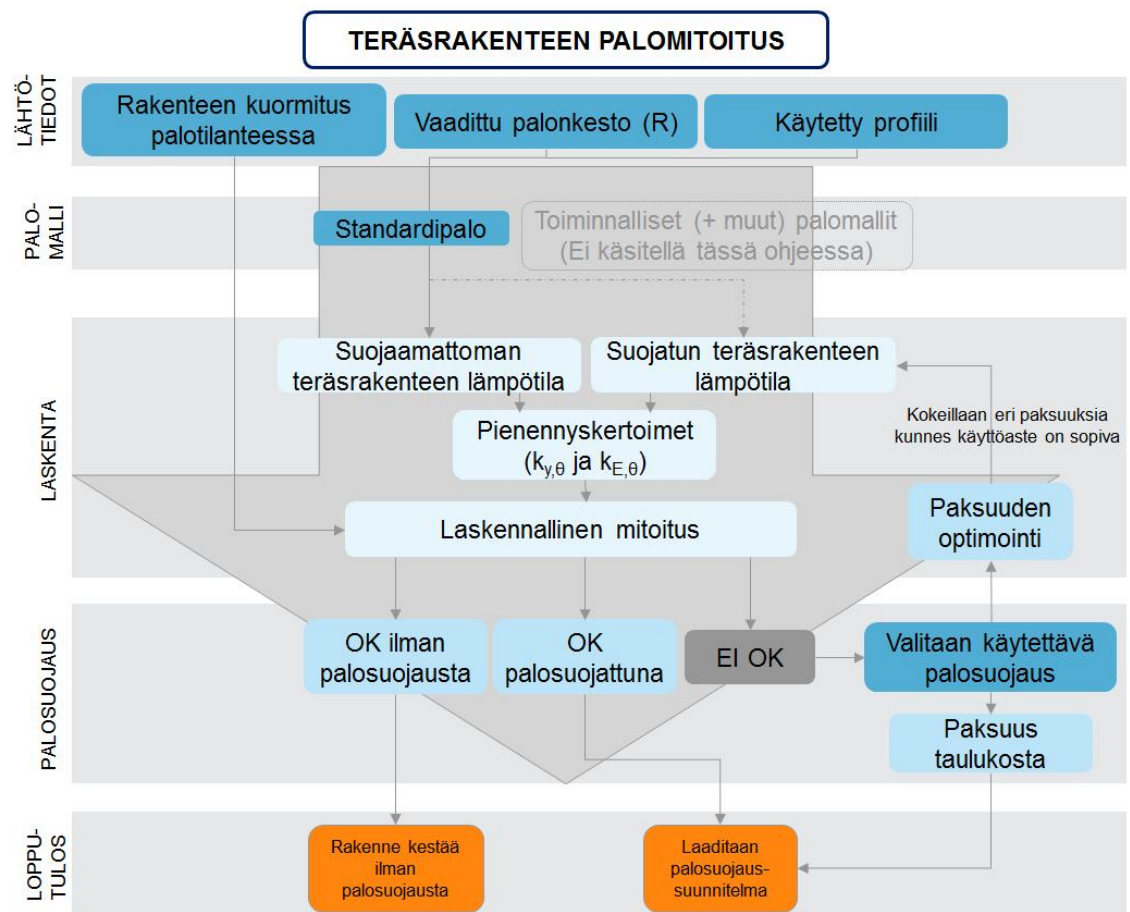 TERÄSRAKENTEEN PALOMITOITUS
LÄHTÖ-
TIEDOT
Rakenteen kuormitus
palotilanteessa
Vaadittu palonkesto (R)
Käytetty profiili
PALO-
MALLI
Standardipalo
Toiminnalliset (+ muut) palomallit
(Ei käsitellä tässä ohjeessa)
LASKENTA
Suojaamattoman
teräsrakenteen lämpötila
Suojatun teräsrakenteen
lämpötila
Kokeillaan eri paksuuksia
kunnes käyttöaste on sopiva
Pienennyskertoimet
(ky,θ ja kE,θ)
Laskennallinen mitoitus
Paksuuden
optimointi
PALOSUOJAUS
OK ilman
palosuojausta
OK
palosuojattuna
EI OK
Valitaan käytettävä
palosuojaus
Paksuus
taulukosta
LOPPU-
TULOS
Rakenne kestää
ilman
palosuojausta
Laaditaan
palosuojaus-
suunnitelma